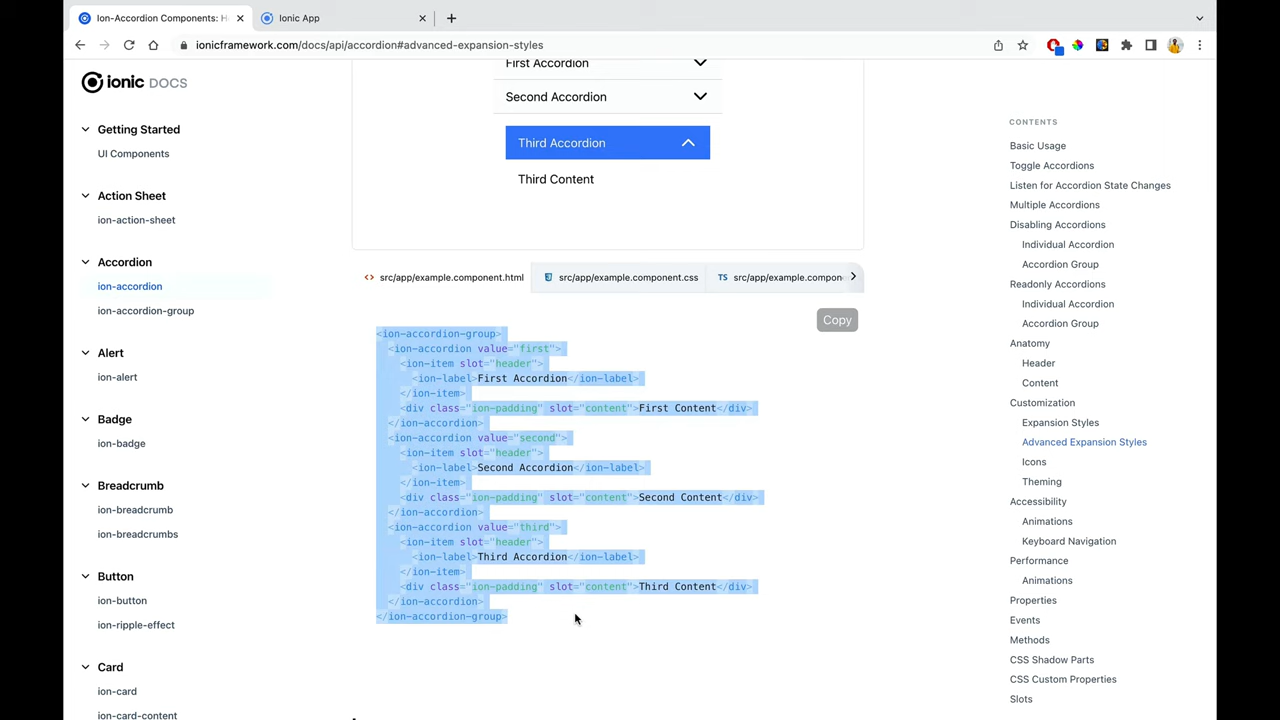 Ion-Accordion Components: H
Ionic App
ionicframework.com/docs/api/accordion#advanced-expansion-styles
ionic DOCS
Getting Started
UI Components
Action Sheet
ion-action-sheet
Accordion
ion-accordion
ion-accordion-group
Alert
ion-alert
Badge
ion-badge
Breadcrumb
ion-breadcrumb
ion-breadcrumbs
Button
ion-button
ion-ripple-effect
Card
ion-card
ion-card-content
First Accordion
Second Accordion
Third Accordion
Third Content
<> src/app/example.component.html
src/app/example.component.css
TS src/app/example.compon
Copy
<ion-accordion-group>
  <ion-accordion value="first">
    <ion-item slot="header">
      <ion-label>First Accordion</ion-label>
    </ion-item>
    <div class="ion-padding" slot="content">First Content</div>
  </ion-accordion>
  <ion-accordion value="second">
    <ion-item slot="header">
      <ion-label>Second Accordion</ion-label>
    </ion-item>
    <div class="ion-padding" slot="content">Second Content</div>
  </ion-accordion>
  <ion-accordion value="third">
    <ion-item slot="header">
      <ion-label>Third Accordion</ion-label>
    </ion-item>
    <div class="ion-padding" slot="content">Third Content</div>
  </ion-accordion>
</ion-accordion-group>
CONTENTS
Basic Usage
Toggle Accordions
Listen for Accordion State Changes
Multiple Accordions
Disabling Accordions
Individual Accordion
Accordion Group
Readonly Accordions
Individual Accordion
Accordion Group
Anatomy
Header
Content
Customization
Expansion Styles
Advanced Expansion Styles
Icons
Theming
Accessibility
Animations
Keyboard Navigation
Performance
Animations
Properties
Events
Methods
CSS Shadow Parts
CSS Custom Properties
Slots